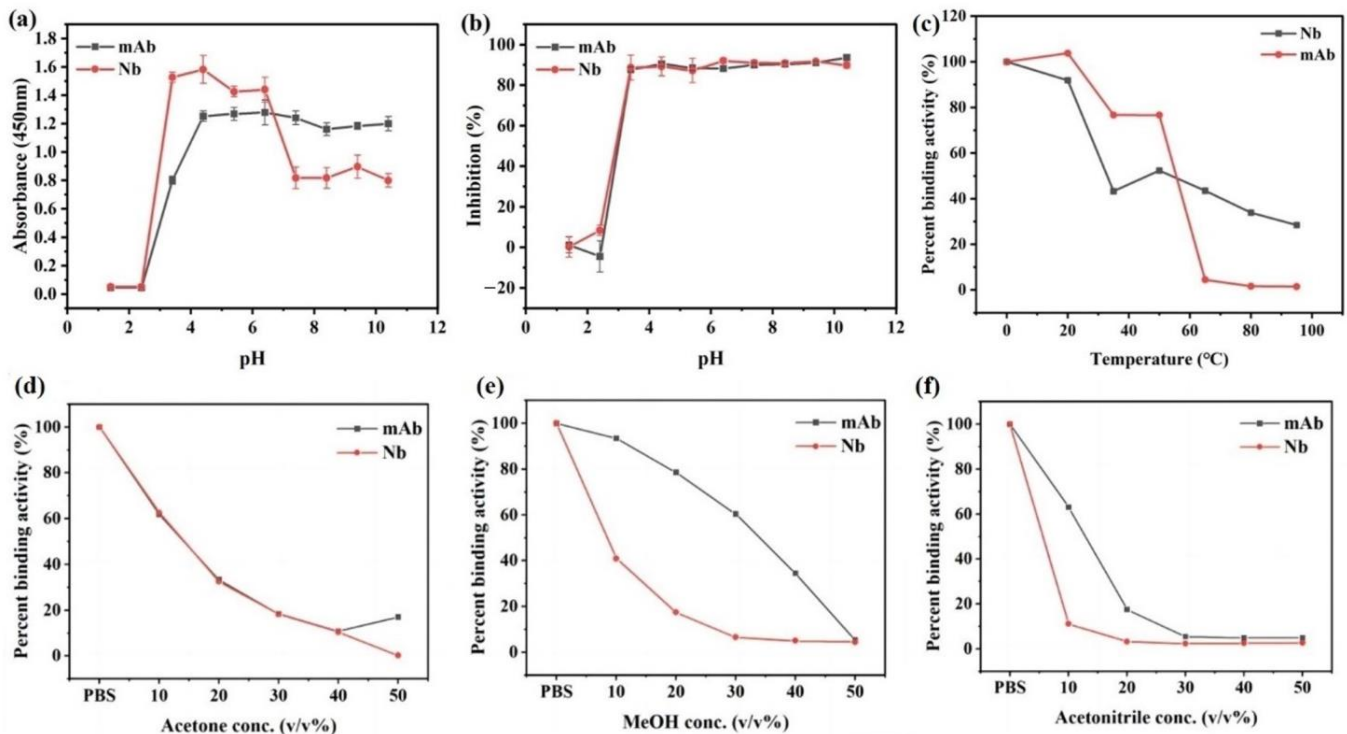 (a)
mAb
Nb
Absorbance (450nm)
1.8
1.6
1.4
1.2
1.0
0.8
0.6
0.4
0.2
0.0
0 2 4 6 8 10 12
pH
(b)
mAb
Nb
Inhibition (%)
100
80
60
40
20
0
−20
0 2 4 6 8 10 12
pH
(c)
Nb
mAb
Percent binding activity (%)
120
100
80
60
40
20
0
0 20 40 60 80 100
Temperature (℃)
(d)
mAb
Nb
Percent binding activity (%)
100
80
60
40
20
0
PBS 10 20 30 40 50
Acetone conc. (v/v%)
(e)
mAb
Nb
Percent binding activity (%)
100
80
60
40
20
0
PBS 10 20 30 40 50
MeOH conc. (v/v%)
(f)
mAb
Nb
Percent binding activity (%)
100
80
60
40
20
0
PBS 10 20 30 40 50
Acetonitrile conc. (v/v%)